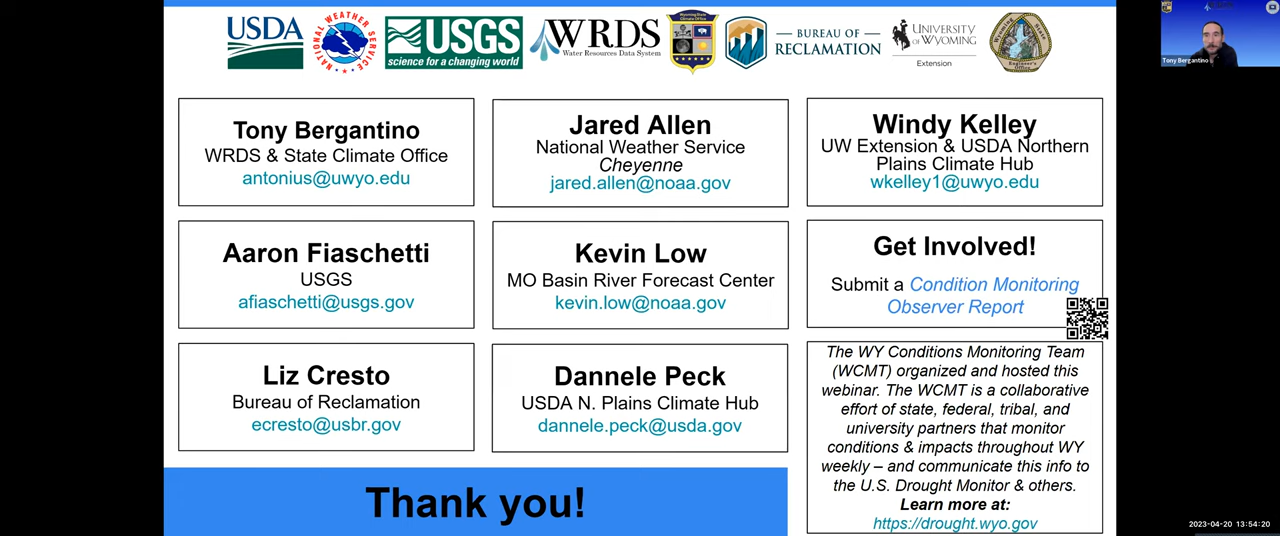 USDA
NATIONAL WEATHER SERVICE
USGS
science for a changing world
WRDS
Water Resources Data System
Wyoming State
Climate Office
BUREAU OF
RECLAMATION
UNIVERSITY
OF WYOMING
Extension
Engineer's
Office
Tony Bergantino
Tony Bergantino
WRDS & State Climate Office
antonius@uwyo.edu
Jared Allen
National Weather Service
Cheyenne
jared.allen@noaa.gov
Windy Kelley
UW Extension & USDA Northern
Plains Climate Hub
wkelley1@uwyo.edu
Aaron Fiaschetti
USGS
afiaschetti@usgs.gov
Kevin Low
MO Basin River Forecast Center
kevin.low@noaa.gov
Get Involved!
Submit a Condition Monitoring
Observer Report
Liz Cresto
Bureau of Reclamation
ecresto@usbr.gov
Dannele Peck
USDA N. Plains Climate Hub
dannele.peck@usda.gov
The WY Conditions Monitoring Team
(WCMT) organized and hosted this
webinar. The WCMT is a collaborative
effort of state, federal, tribal, and
university partners that monitor
conditions & impacts throughout WY
weekly – and communicate this info to
the U.S. Drought Monitor & others.
Learn more at:
https://drought.wyo.gov
Thank you!
2023-04-20 13:54:20